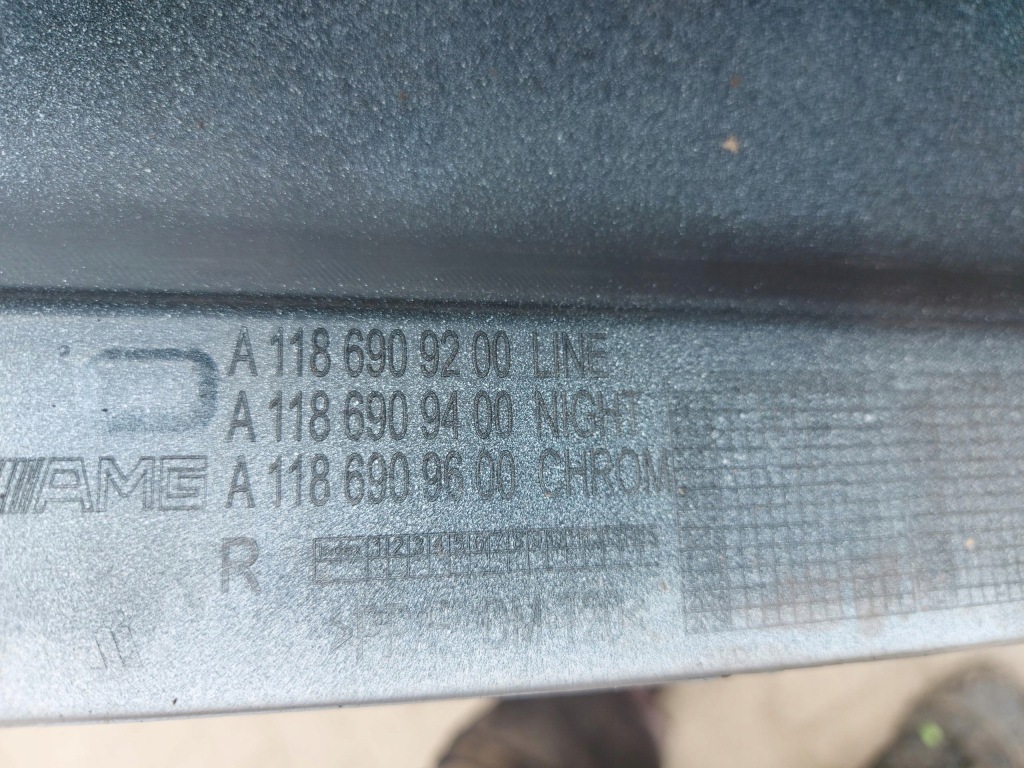 A 118 690 92 00 LINE
A 118 690 94 00 NIGHT
AMG A 118 690 96 00 CHROME
R